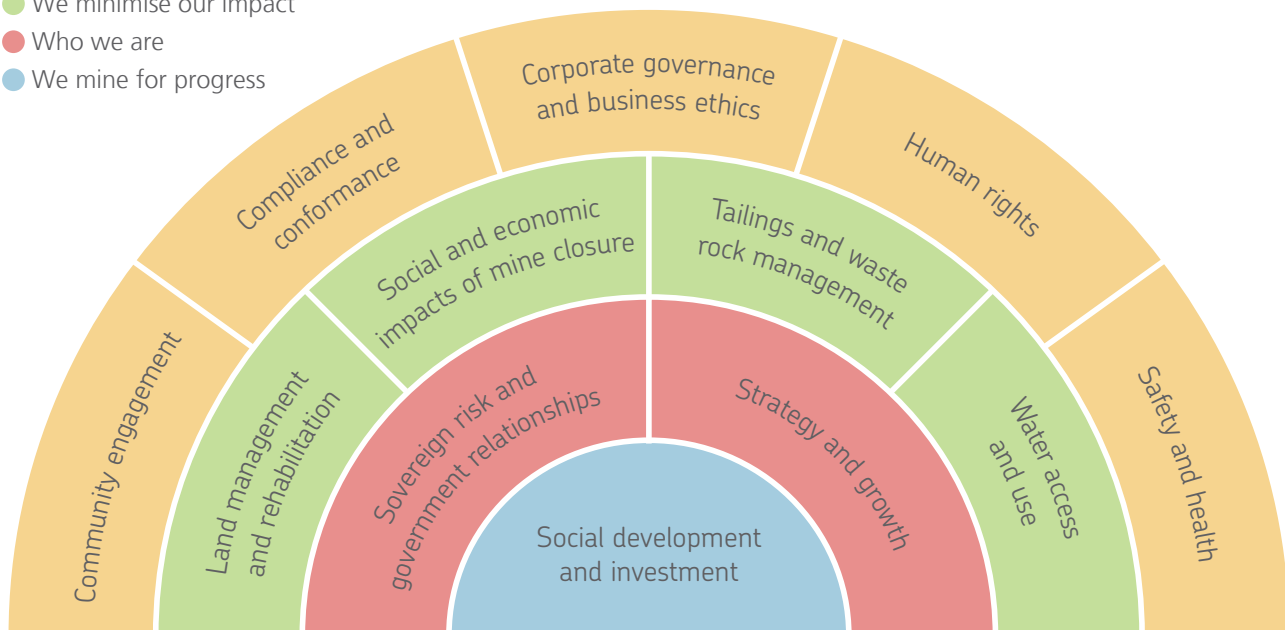 We minimise our impact
Who we are
We mine for progress
Corporate governance
and business ethics
Compliance and
conformance
Human rights
Community engagement
Safety and health
Social and economic
impacts of mine closure
Tailings and waste
rock management
Land management
and rehabilitation
Water access
and use
Sovereign risk and
government relationships
Strategy and growth
Social development
and investment